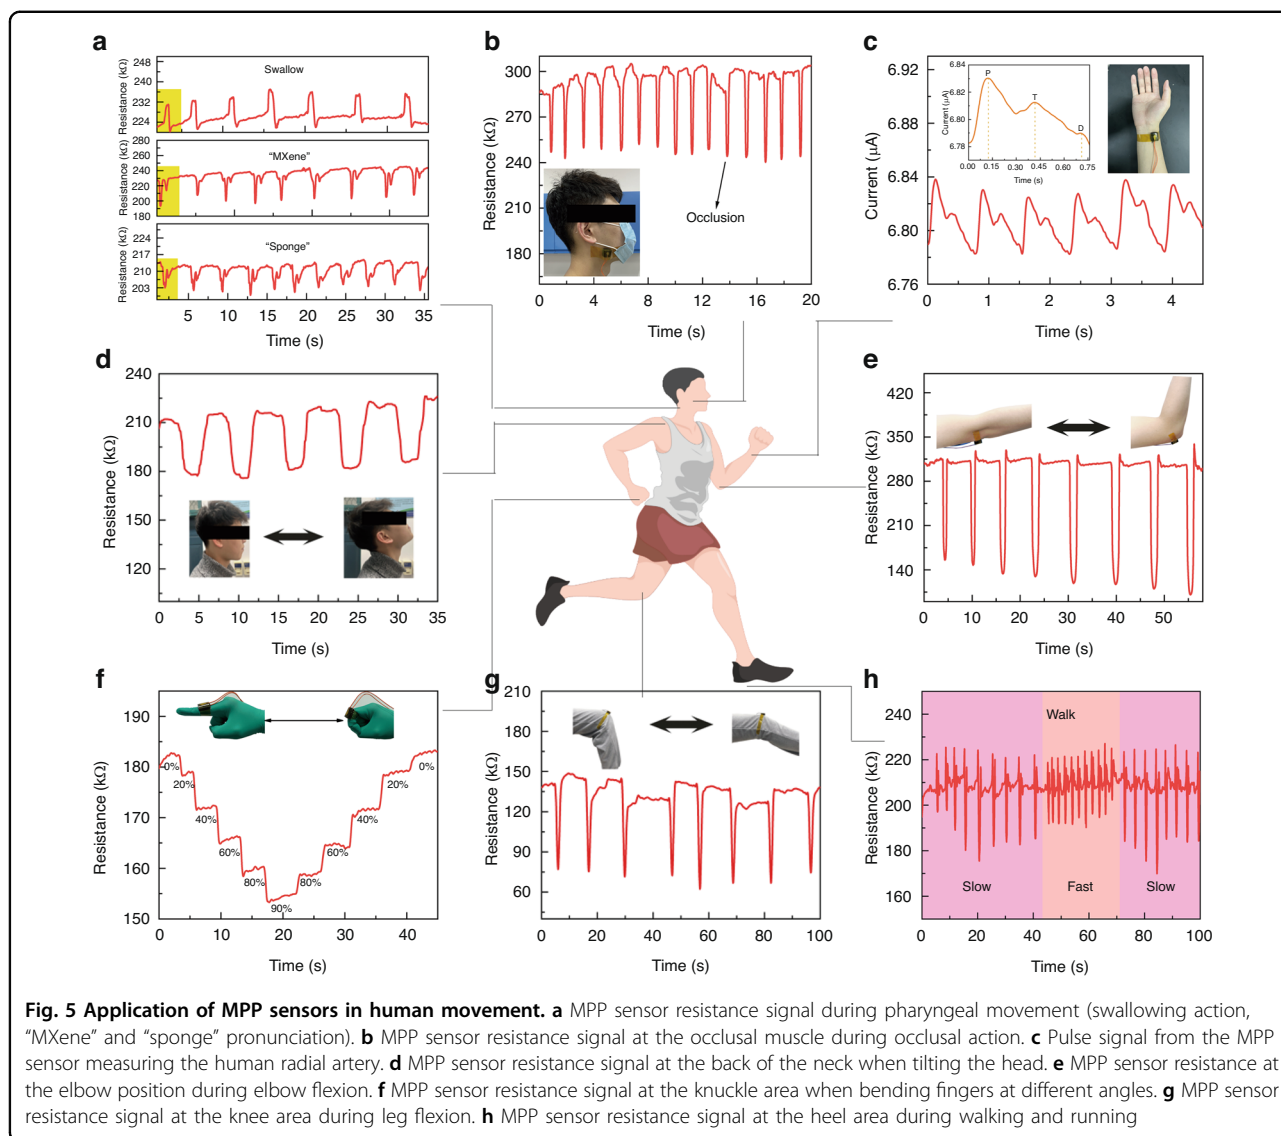 a
Resistance (kΩ)
248
240
232
224
Swallow
Resistance (kΩ)
280
260
240
220
200
180
"MXene"
Resistance (kΩ)
224
217
210
203
"Sponge"
5 10 15 20 25 30 35
Time (s)
b
Resistance (kΩ)
300
270
240
210
180
Occlusion
0 4 8 12 16 20
Time (s)
c
Current (µA)
6.92
6.88
6.84
6.80
6.76
Current (µA)
6.84
6.82
6.80
6.78
P
T
D
0.00 0.15 0.30 0.45 0.60 0.75
Time (s)
0 1 2 3 4
Time (s)
d
Resistance (kΩ)
240
210
180
150
120
0 5 10 15 20 25 30 35
Time (s)
e
Resistance (kΩ)
420
350
280
210
140
0 10 20 30 40 50
Time (s)
f
Resistance (kΩ)
190
180
170
160
150
0%
20%
40%
60%
80%
90%
80%
60%
40%
20%
0%
0 10 20 30 40
Time (s)
g
Resistance (kΩ)
210
180
150
120
90
60
0 20 40 60 80 100
Time (s)
h
Resistance (kΩ)
240
220
200
180
160
Walk
Slow
Fast
Slow
0 20 40 60 80 100
Time (s)
Fig. 5 Application of MPP sensors in human movement. a MPP sensor resistance signal during pharyngeal movement (swallowing action,
"MXene" and "sponge" pronunciation). b MPP sensor resistance signal at the occlusal muscle during occlusal action. c Pulse signal from the MPP
sensor measuring the human radial artery. d MPP sensor resistance signal at the back of the neck when tilting the head. e MPP sensor resistance at
the elbow position during elbow flexion. f MPP sensor resistance signal at the knuckle area when bending fingers at different angles. g MPP sensor
resistance signal at the knee area during leg flexion. h MPP sensor resistance signal at the heel area during walking and running